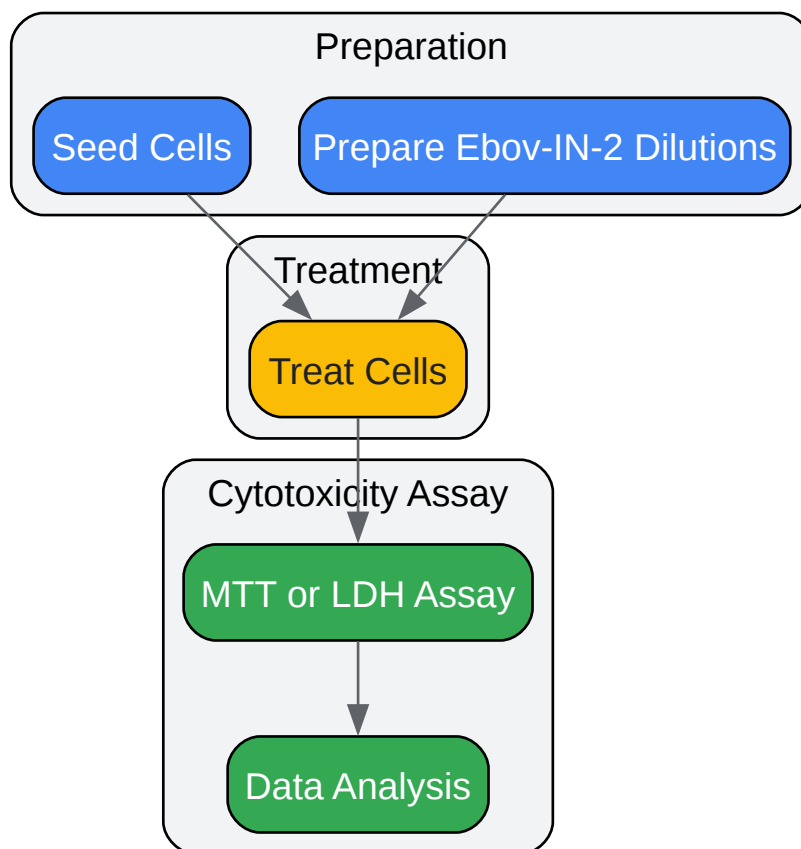 Preparation
Seed Cells
Prepare Ebov-IN-2 Dilutions
Treatment
Treat Cells
Cytotoxicity Assay
MTT or LDH Assay
Data Analysis